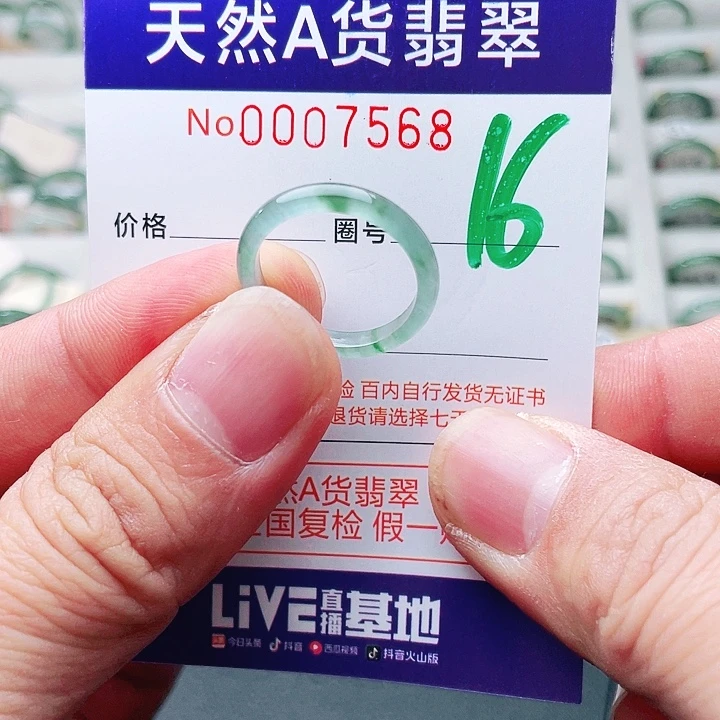 天然A货翡翠
No.0007568
16
价格 圈号
检 百内自行发货无证书
退货请选择七
然A货翡翠
国复检 假一
LiVE直播基地
今日头条 抖音 西瓜视频 抖音火山版